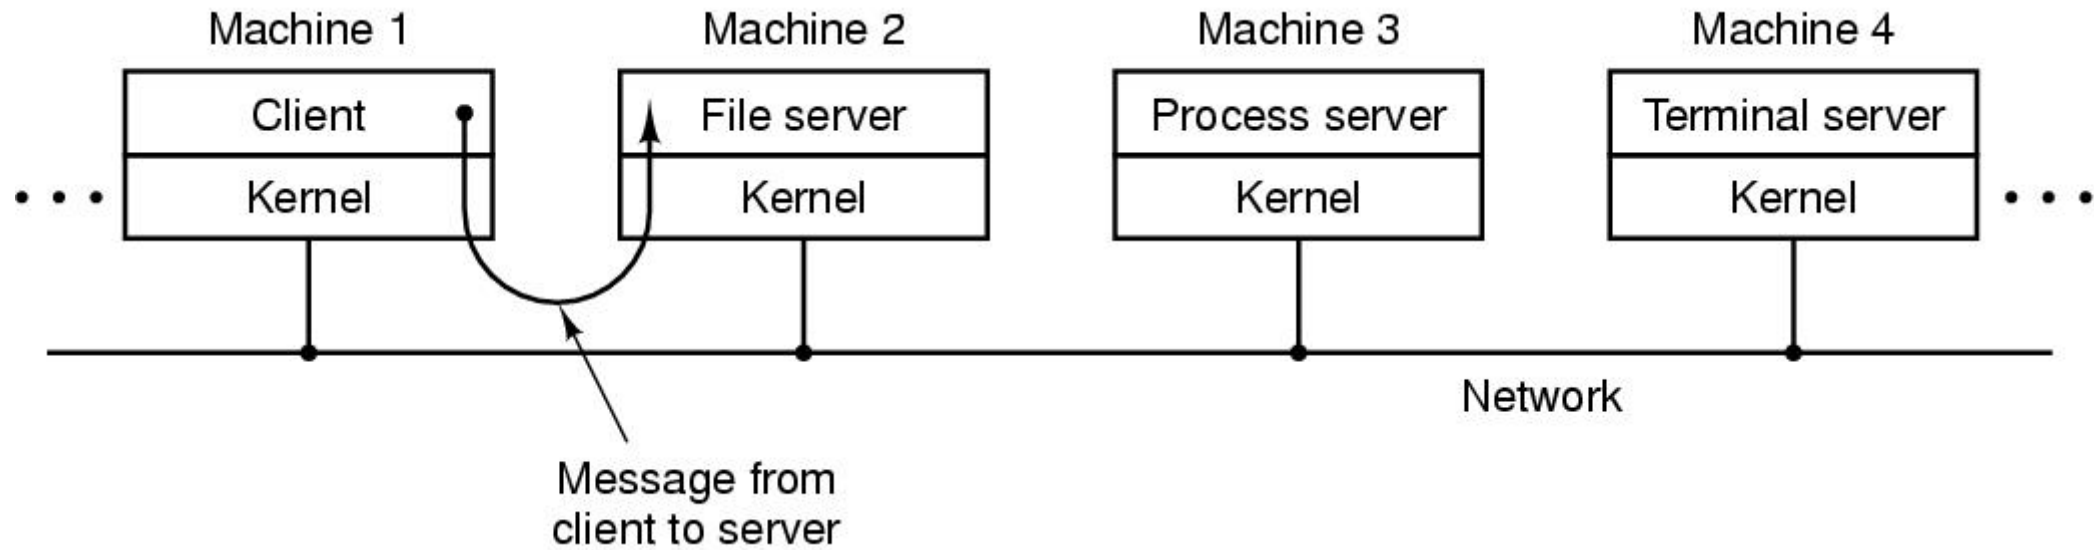 Machine 1
Machine 2
Machine 3
Machine 4
Client
File server
Process server
Terminal server
Kernel
Kernel
Kernel
Kernel
Network
Message from
client to server